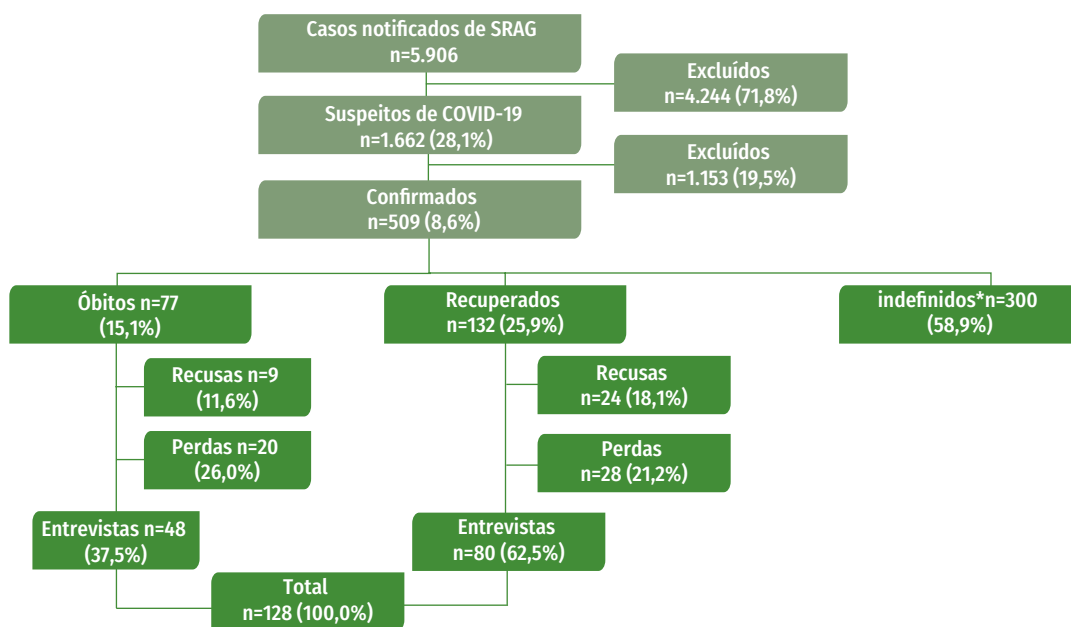 Casos notificados de SRAG
n=5.906
Excluídos
n=4.244 (71,8%)
Suspeitos de COVID-19
n=1.662 (28,1%)
Excluídos
n=1.153 (19,5%)
Confirmados
n=509 (8,6%)
Óbitos n=77
(15,1%)
Recuperados
n=132 (25,9%)
indefinidos*n=300
(58,9%)
Recusas n=9
(11,6%)
Recusas
n=24 (18,1%)
Perdas n=20
(26,0%)
Perdas
n=28 (21,2%)
Entrevistas n=48
(37,5%)
Entrevistas
n=80 (62,5%)
Total
n=128 (100,0%)